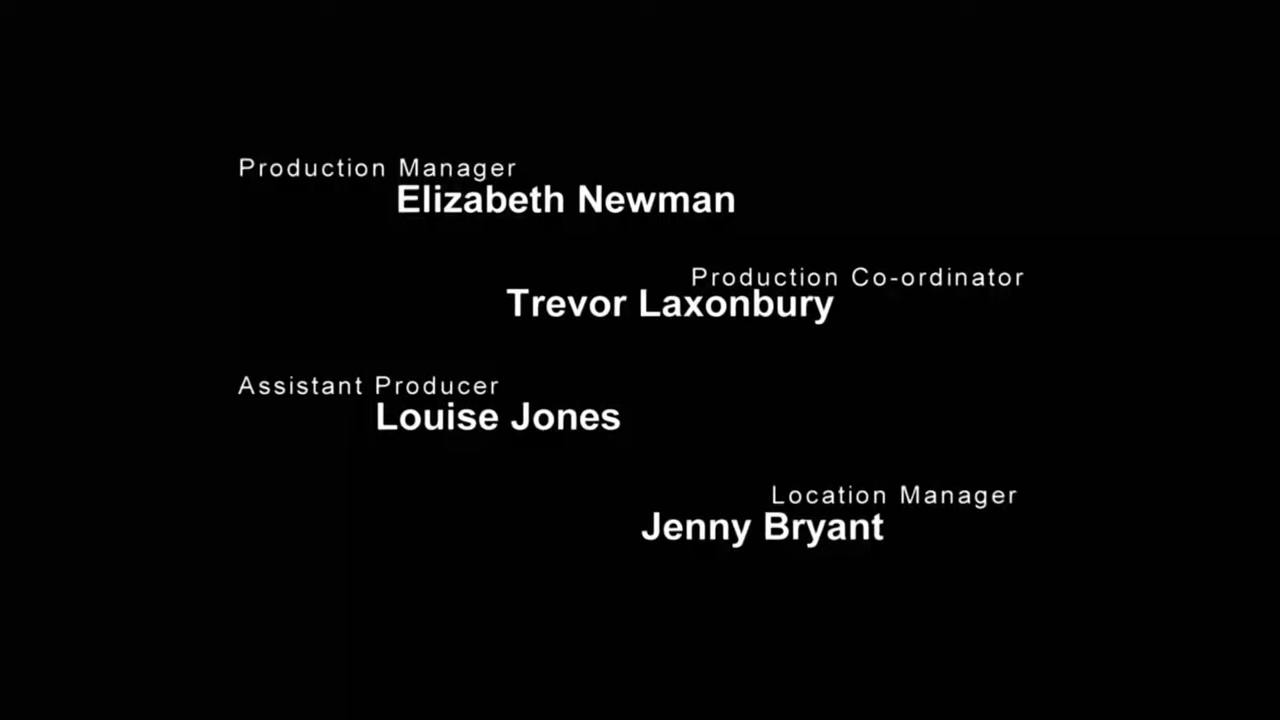 Production Manager
Elizabeth Newman
Production Co-ordinator
Trevor Laxonbury
Assistant Producer
Louise Jones
Location Manager
Jenny Bryant